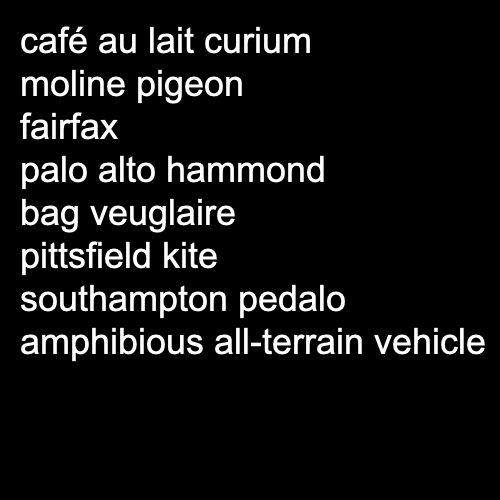 café au lait curium
moline pigeon
fairfax
palo alto hammond
bag veuglaire
pittsfield kite
southampton pedalo
amphibious all-terrain vehicle